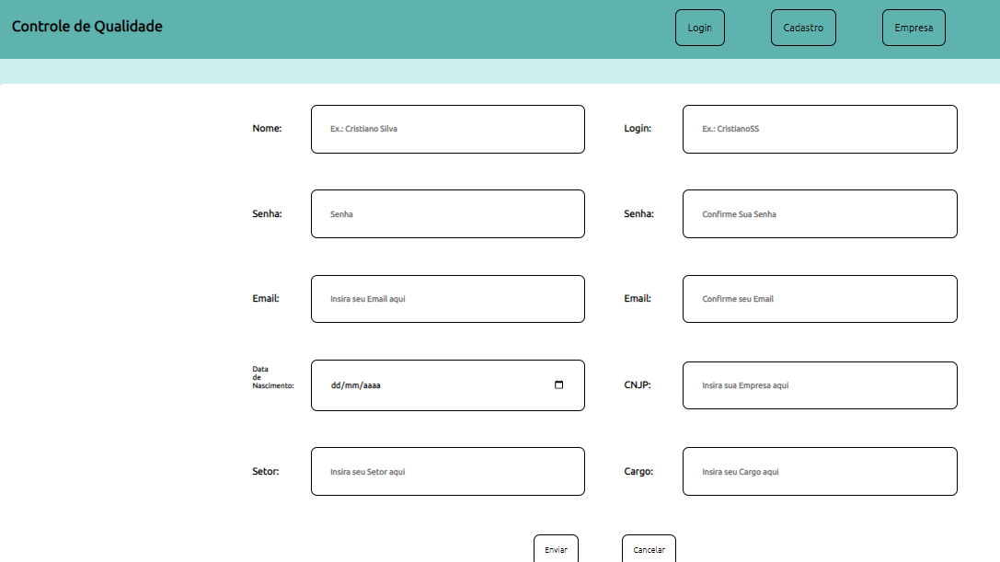 Controle de Qualidade
Login
Cadastro
Empresa
Nome:
Ex.: Cristiano Silva
Login:
Ex.: CristianoSS
Senha:
Senha
Senha:
Confirme Sua Senha
Email:
Insira seu Email aqui
Email:
Confirme seu Email
Data
de
Nascimento:
dd/mm/aaaa
CNJP:
Insira sua Empresa aqui
Setor:
Insira seu Setor aqui
Cargo:
Insira seu Cargo aqui
Enviar
Cancelar